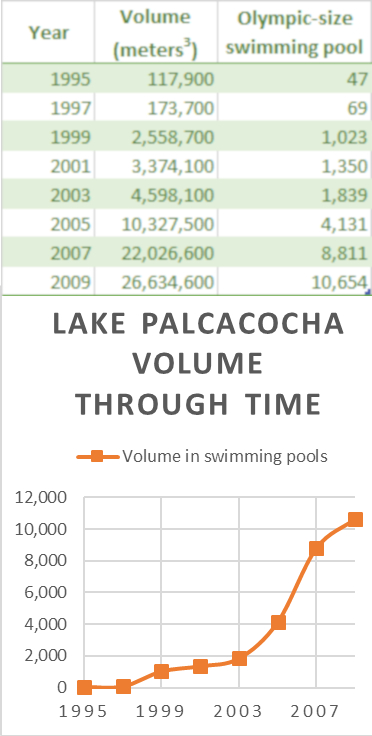 Year Volume (meters³) Olympic-size swimming pool
1995 117,900 47
1997 173,700 69
1999 2,558,700 1,023
2001 3,374,100 1,350
2003 4,598,100 1,839
2005 10,327,500 4,131
2007 22,026,600 8,811
2009 26,634,600 10,654
LAKE PALCACOCHA
VOLUME
THROUGH TIME
Volume in swimming pools
12,000
10,000
8,000
6,000
4,000
2,000
0
1995 1999 2003 2007